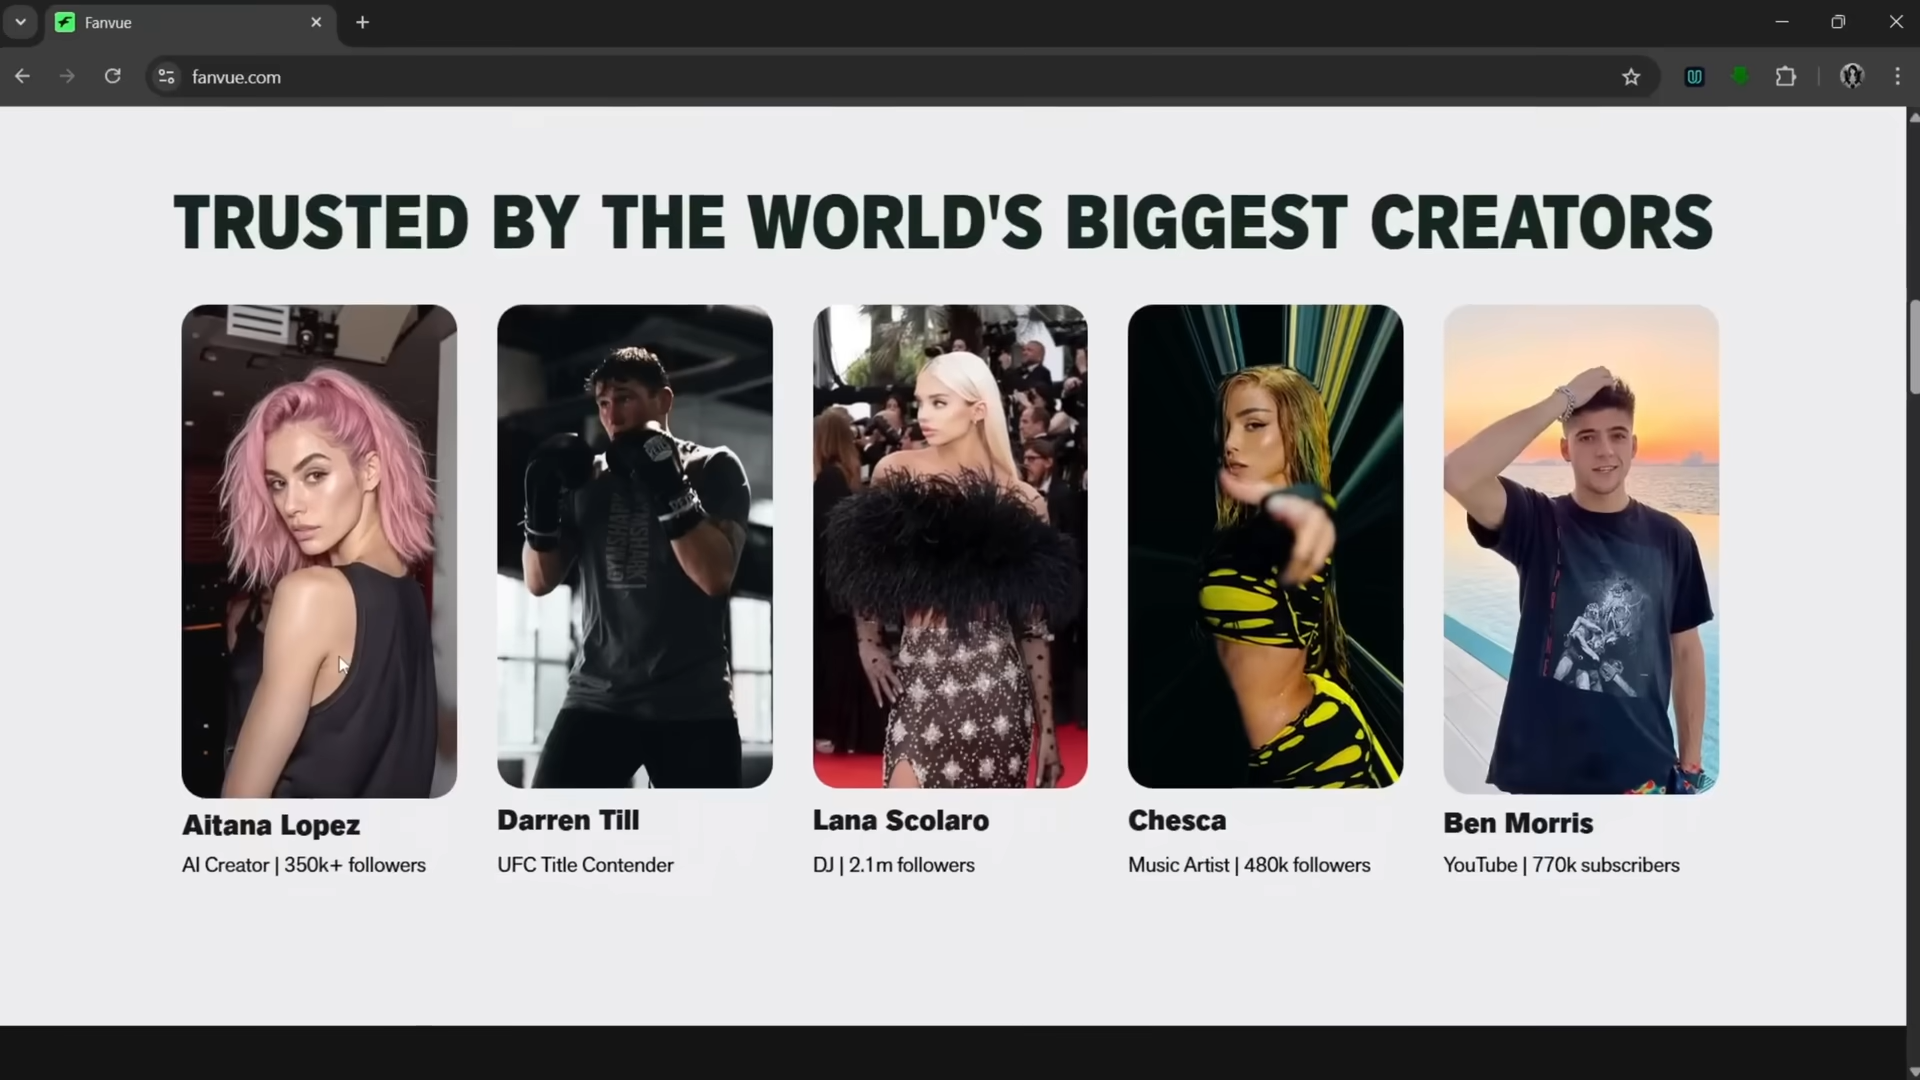 Fanvue
fanvue.com
TRUSTED BY THE WORLD'S BIGGEST CREATORS
GYMSHARK
Aitana Lopez
AI Creator | 350k+ followers
Darren Till
UFC Title Contender
Lana Scolaro
DJ | 2.1m followers
Chesca
Music Artist | 480k followers
Ben Morris
YouTube | 770k subscribers